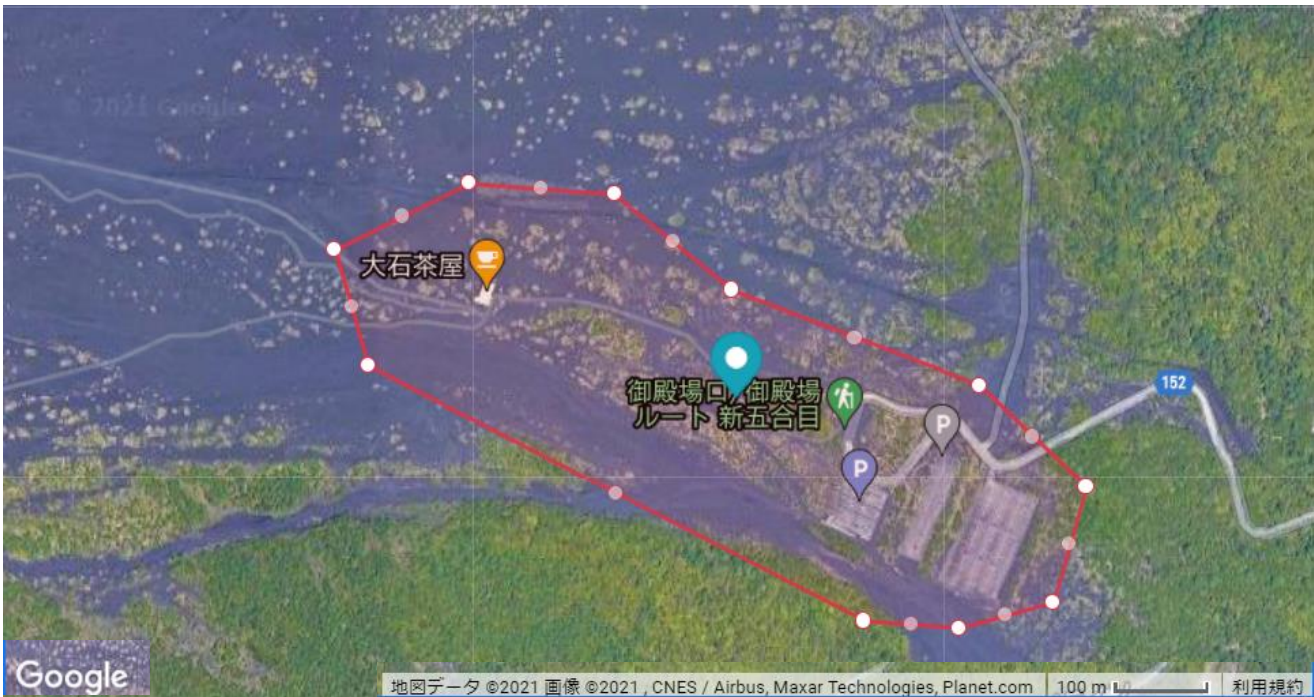 © 2021 Google
大石茶屋
御殿場口/御殿場
ルート 新五合目
P
P
152
Google
地図データ ©2021 画像 ©2021 , CNES / Airbus, Maxar Technologies, Planet.com
100 m
利用規約